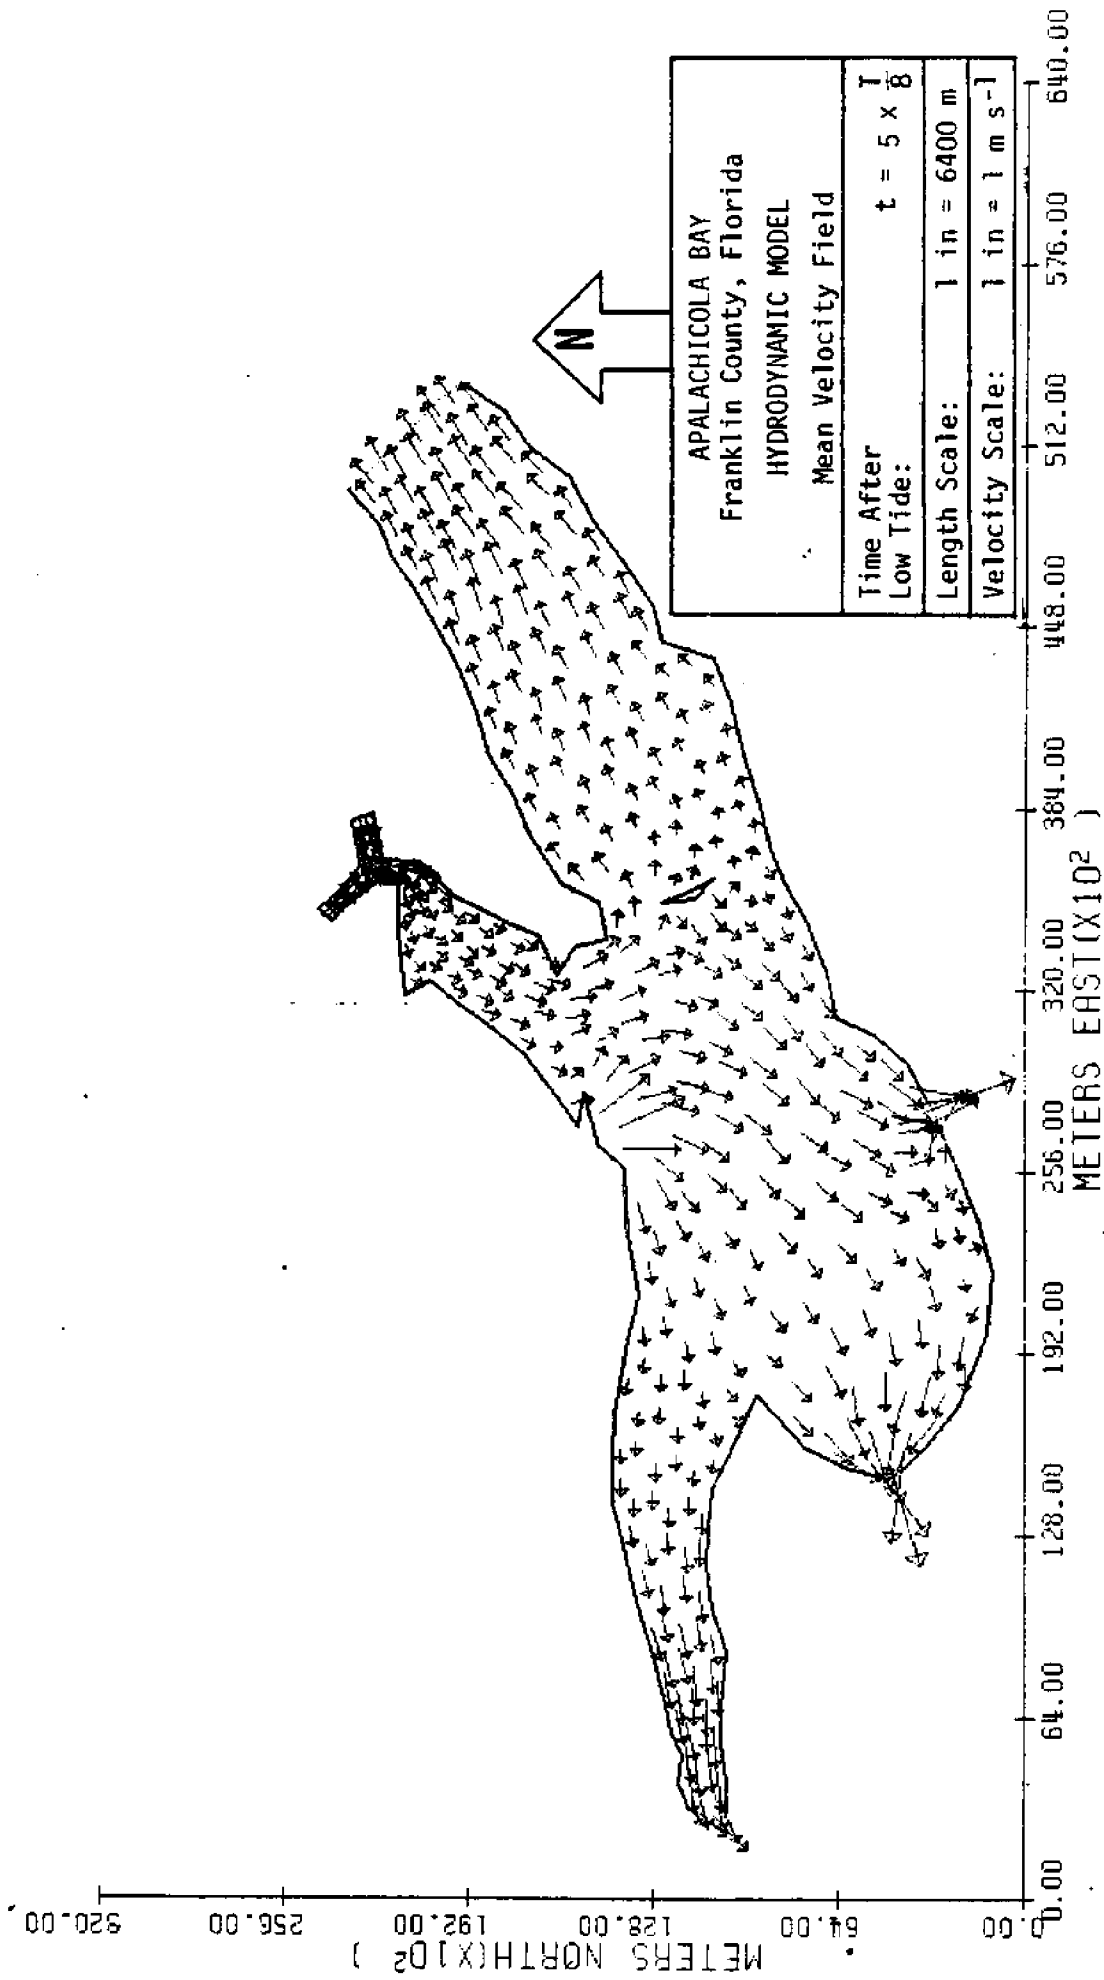 METERS NORTH(X10²)
320.00
256.00
192.00
128.00
64.00
0.00
0.00 64.00 128.00 192.00 256.00 320.00 384.00 448.00 512.00 576.00 640.00
METERS EAST(X10²)
N
APALACHICOLA BAY
Franklin County, Florida
HYDRODYNAMIC MODEL
Mean Velocity Field
Time After
Low Tide: t = 5 x T/8
Length Scale: 1 in = 6400 m
Velocity Scale: 1 in = 1 m s⁻¹